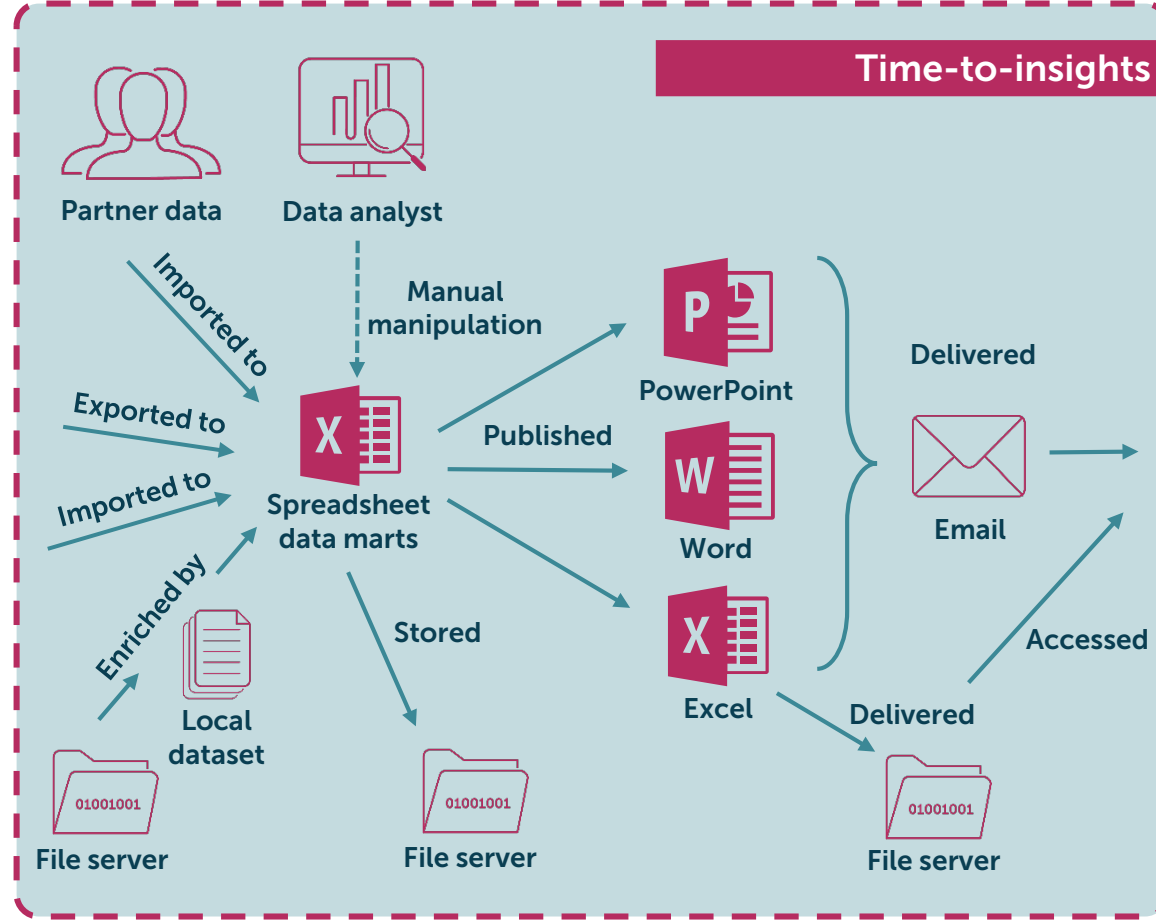 Time-to-insights
Partner data
Data analyst
Imported to
Manual
manipulation
Exported to
Imported to
Enriched by
X
Spreadsheet
data marts
Published
P
PowerPoint
W
Word
X
Excel
Delivered
Email
Stored
Local
dataset
Delivered
Accessed
01001001
File server
01001001
File server
01001001
File server